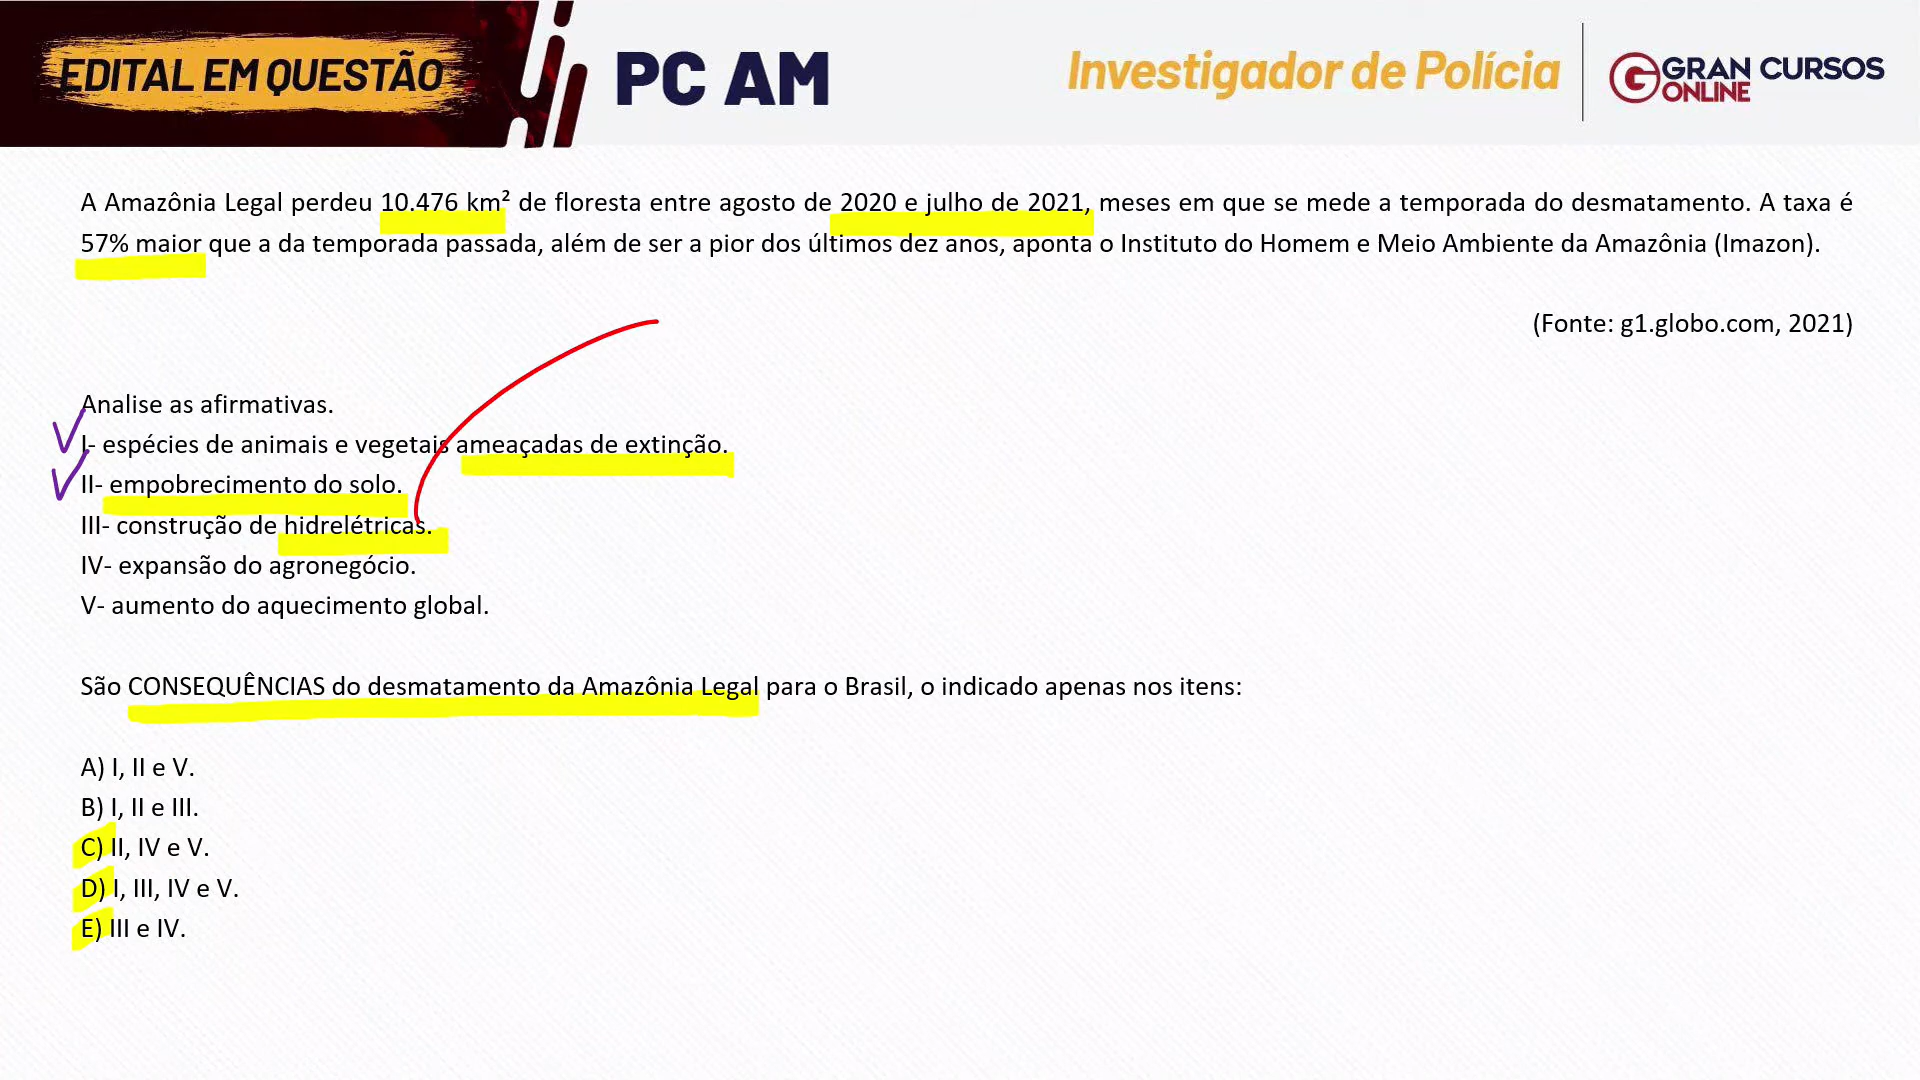 EDITAL EM QUESTÃO
PC AM
Investigador de Polícia
GRAN CURSOS
ONLINE
A Amazônia Legal perdeu 10.476 km² de floresta entre agosto de 2020 e julho de 2021, meses em que se mede a temporada do desmatamento. A taxa é
57% maior que a da temporada passada, além de ser a pior dos últimos dez anos, aponta o Instituto do Homem e Meio Ambiente da Amazônia (Imazon).
(Fonte: g1.globo.com, 2021)
Analise as afirmativas.
I- espécies de animais e vegetais ameaçadas de extinção.
II- empobrecimento do solo.
III- construção de hidrelétricas.
IV- expansão do agronegócio.
V- aumento do aquecimento global.
São CONSEQUÊNCIAS do desmatamento da Amazônia Legal para o Brasil, o indicado apenas nos itens:
A) I, II e V.
B) I, II e III.
C) II, IV e V.
D) I, III, IV e V.
E) III e IV.